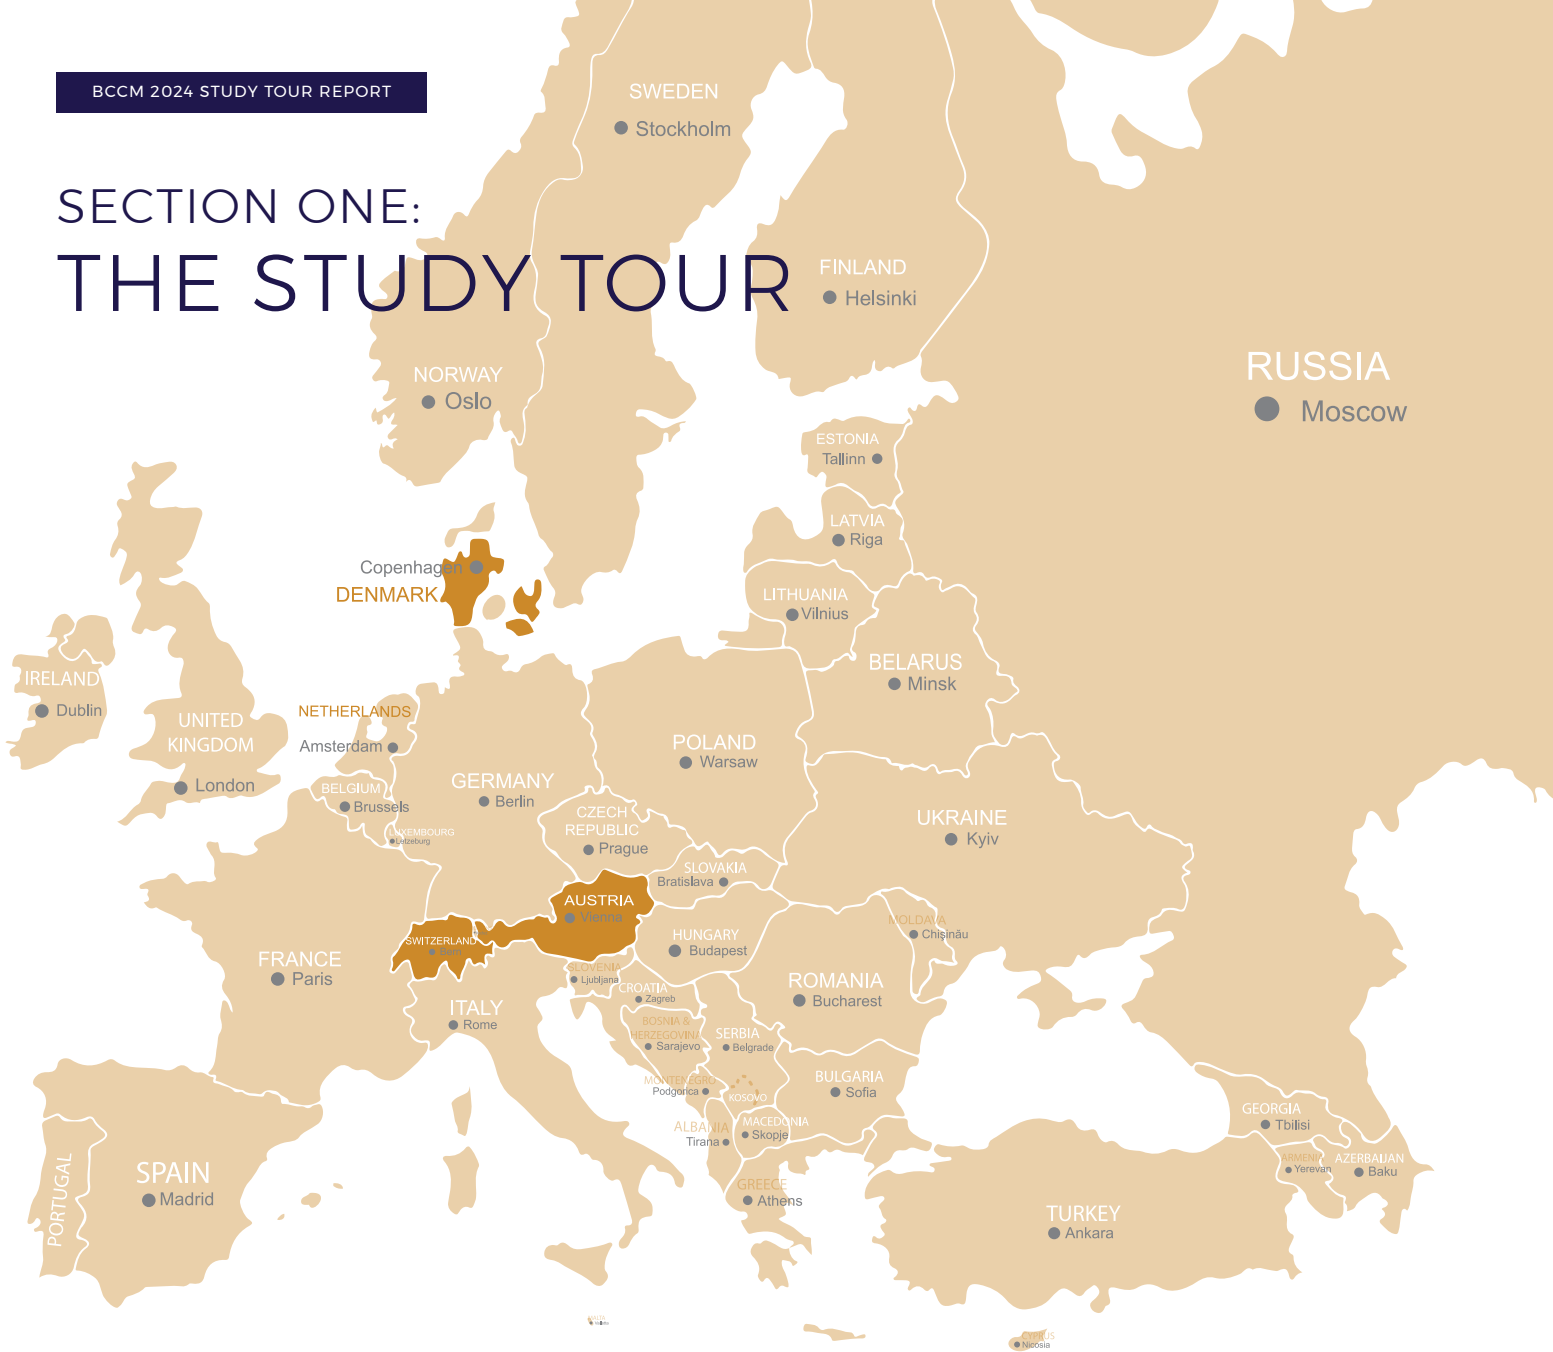 BCCM 2024 STUDY TOUR REPORT
SECTION ONE:
THE STUDY TOUR
SWEDEN
Stockholm
FINLAND
Helsinki
NORWAY
Oslo
RUSSIA
Moscow
ESTONIA
Tallinn
LATVIA
Riga
LITHUANIA
Vilnius
Copenhagen
DENMARK
BELARUS
Minsk
IRELAND
Dublin
UNITED
KINGDOM
London
NETHERLANDS
Amsterdam
BELGIUM
Brussels
LUXEMBOURG
Letzeburg
GERMANY
Berlin
POLAND
Warsaw
CZECH
REPUBLIC
Prague
UKRAINE
Kyiv
SLOVAKIA
Bratislava
AUSTRIA
Vienna
SWITZERLAND
Bern
HUNGARY
Budapest
MOLDAVA
Chişinău
FRANCE
Paris
SLOVENIA
Ljubljana
CROATIA
Zagreb
ROMANIA
Bucharest
ITALY
Rome
BOSNIA &
HERZEGOVINA
Sarajevo
SERBIA
Belgrade
MONTENEGRO
Podgorica
KOSOVO
BULGARIA
Sofia
ALBANIA
Tirana
MACEDONIA
Skopje
GREECE
Athens
PORTUGAL
SPAIN
Madrid
GEORGIA
Tbilisi
ARMENIA
Yerevan
AZERBAIJAN
Baku
TURKEY
Ankara
MALTA
CYPRUS
Nicosia